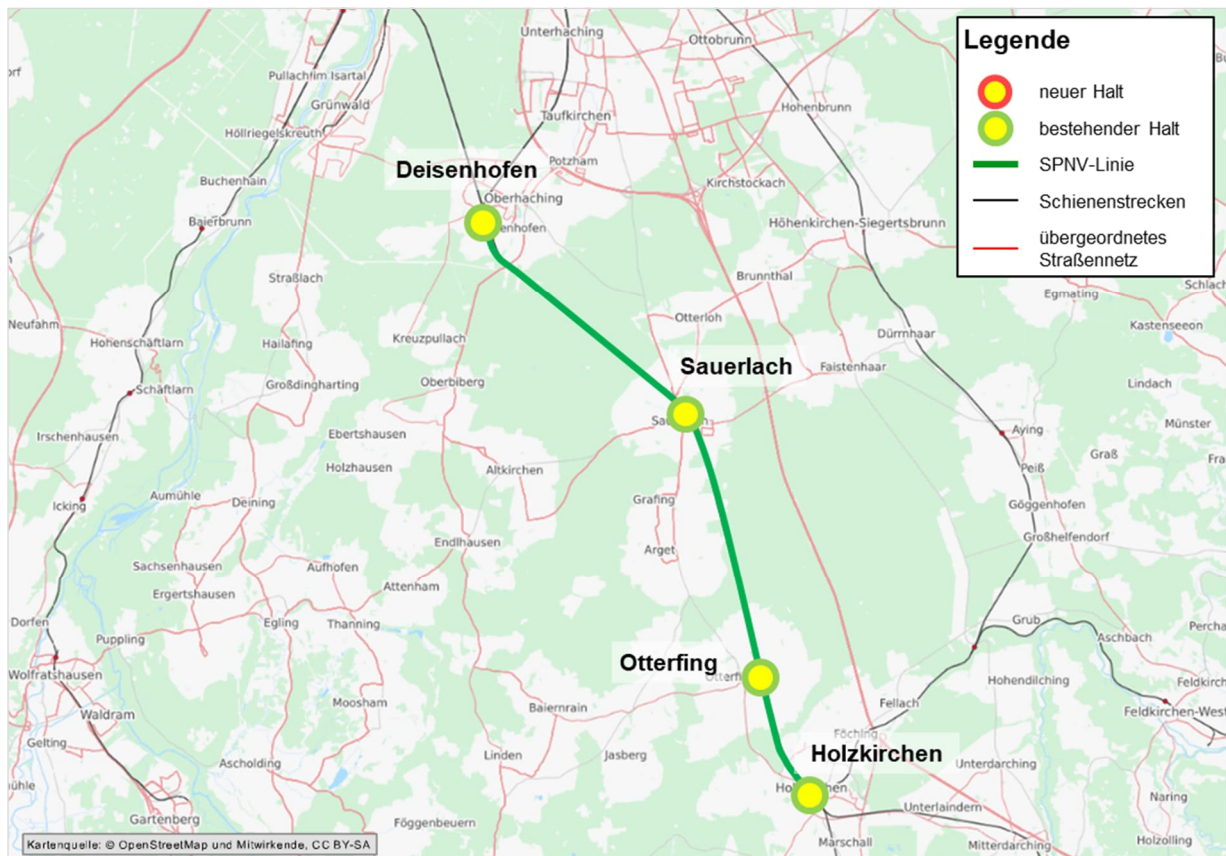 Unterhaching
Ottobrunn
Pullach im Isartal
Grünwald
Höllriegelskreuth
Taufkirchen
Hohenbrunn
Potzham
Buchenhain
Deisenhofen
Oberhaching
Kirchstockach
Baierbrunn
Höhenkirchen-Siegertsbrunn
Straßlach
Brunnthal
Otterloh
Neufahrn
Hohenschäftlarn
Hailafing
Kreuzpullach
Dürrnhaar
Egmating
Kastenseeon
Sauerlach
Faistenhaar
Schäftlarn
Großdingharting
Oberbiberg
Lindach
Irschenhausen
Ebertshausen
Münster
Aying
Holzhausen
Altkirchen
Peiß
Graß
Icking
Aumühle
Deining
Grafing
Göggenhofen
Endlhausen
Arget
Großhelfendorf
Sachsenhausen
Aufhofen
Ergertshausen
Attenham
Dorfen
Puppling
Egling
Thanning
Grub
Aschbach
Wolfratshausen
Otterfing
Hohendilching
Feldkirchen-West
Moosham
Fellach
Waldram
Baiernrain
Gelting
Föching
Linden
Jasberg
Holzkirchen
Ascholding
Unterdarching
Naring
Unterlaindern
Gartenberg
Föggenbeuern
Marschall
Mitterdarching
Holzolling
Legende
neuer Halt
bestehender Halt
SPNV-Linie
Schienenstrecken
übergeordnetes
Straßennetz
Kartenquelle: © OpenStreetMap und Mitwirkende, CC BY-SA